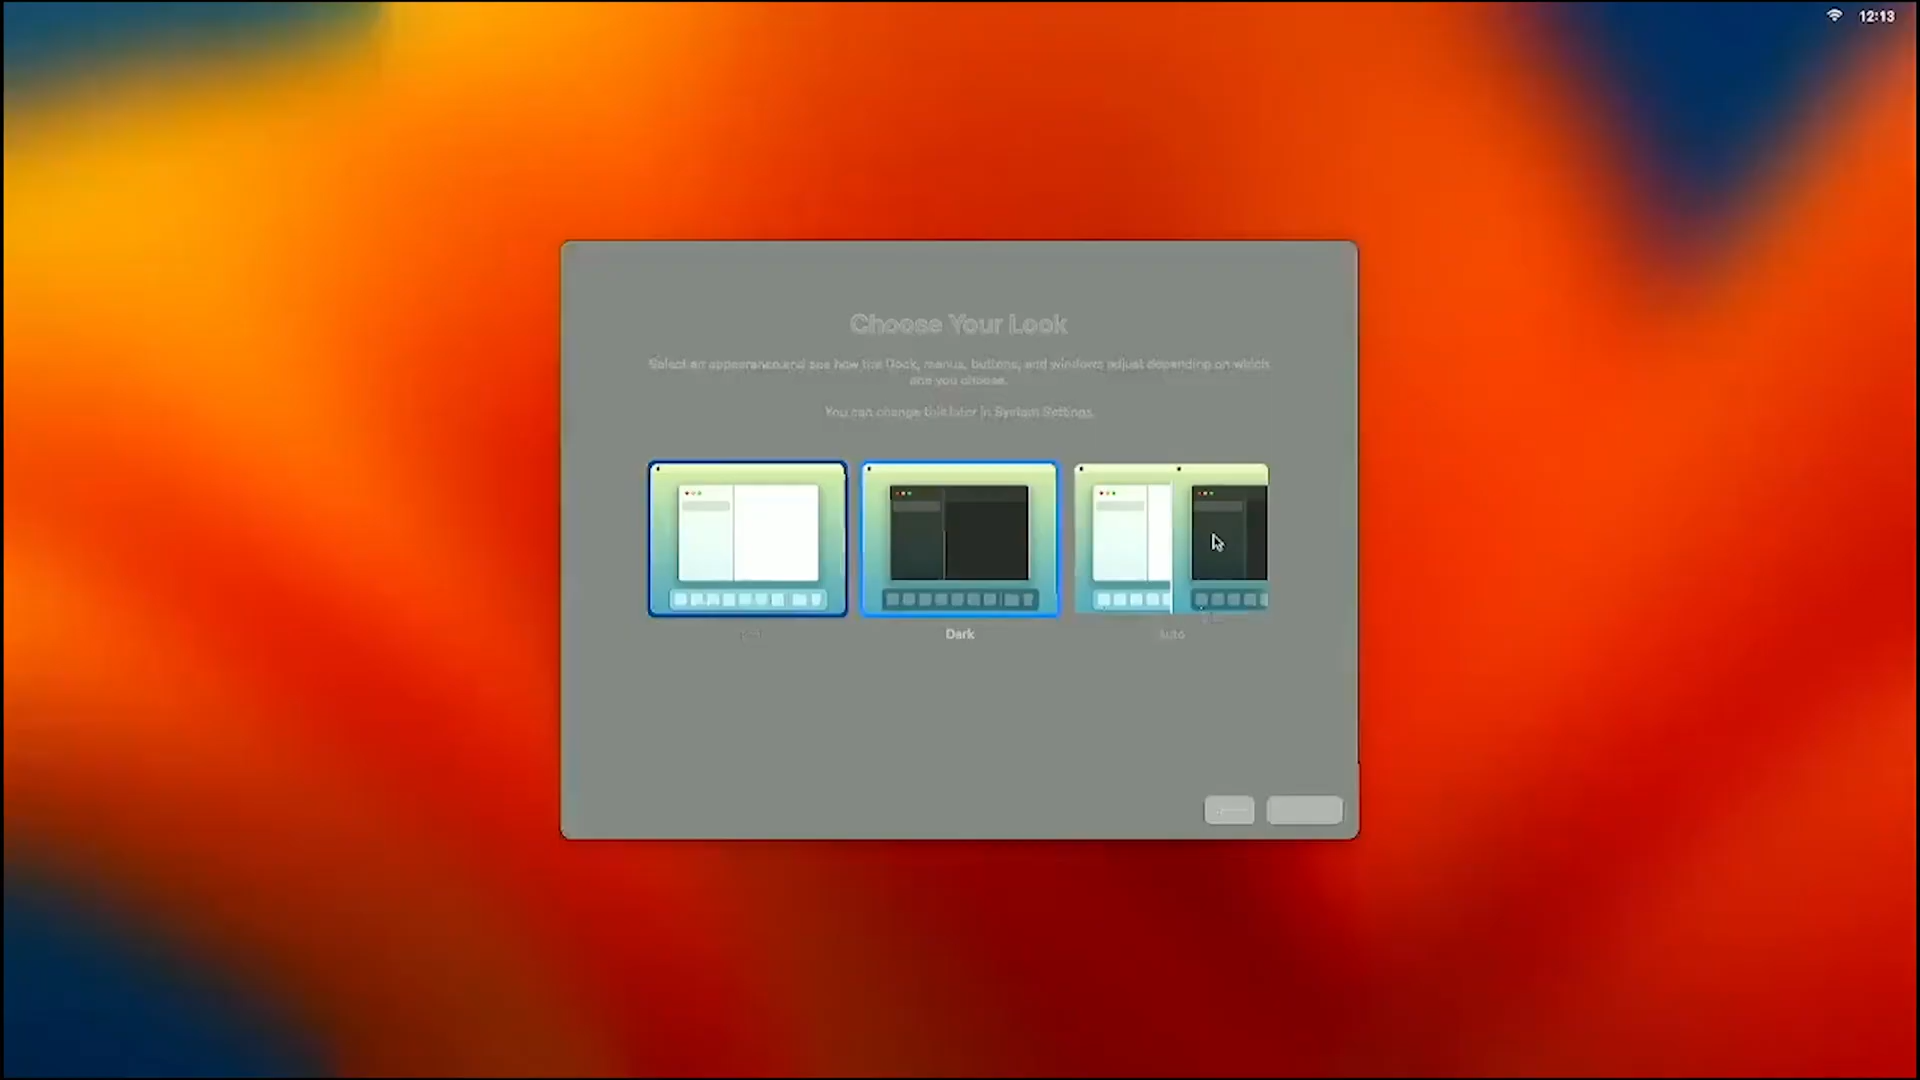 12:13
Choose Your Look
Select an appearance and see how the Dock, menus, buttons, and windows adjust depending on which
one you choose.
You can change this later in System Settings.
Dark
Auto